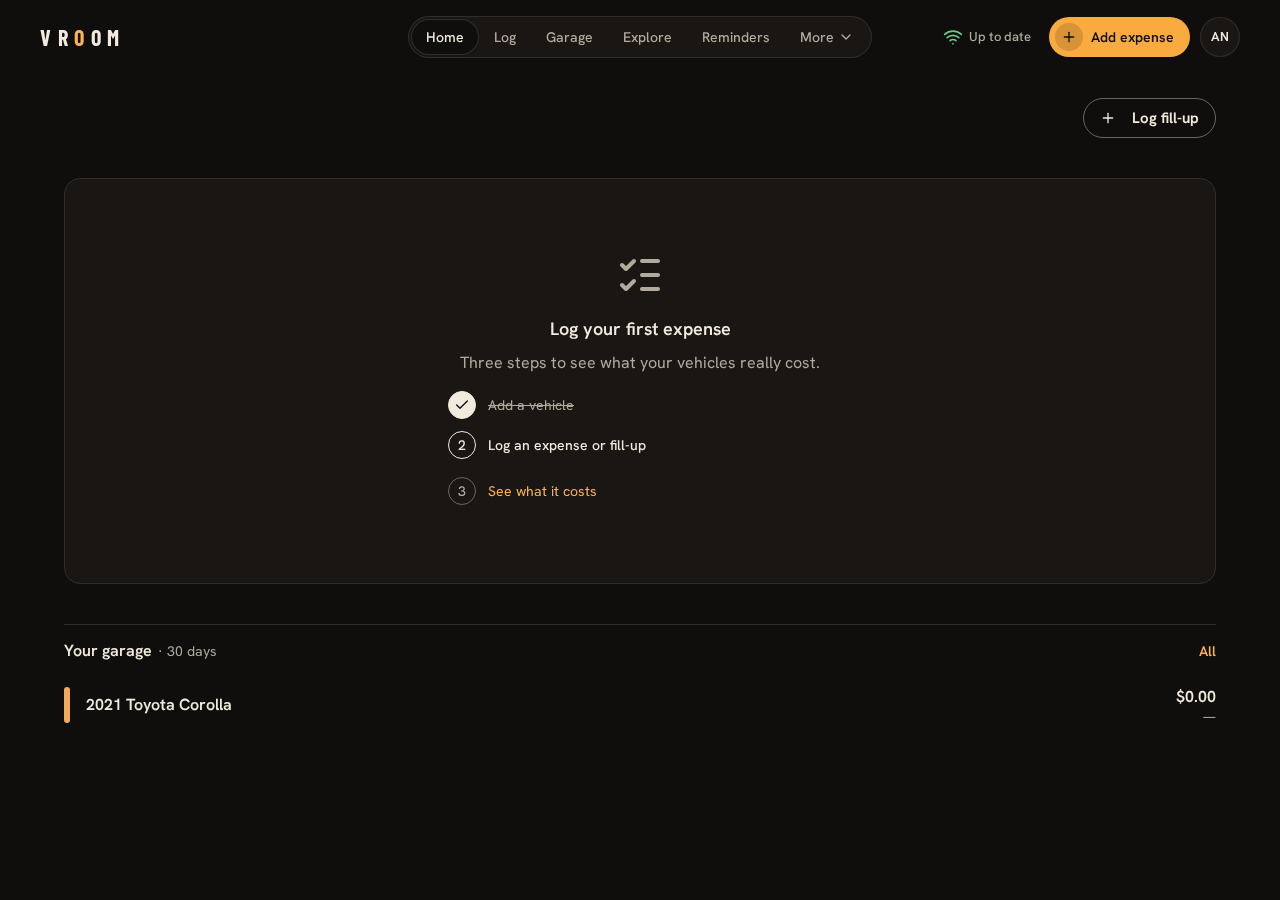 VROOM
Home Log Garage Explore Reminders More
Up to date
Add expense
AN
Log fill-up
Log your first expense
Three steps to see what your vehicles really cost.
Add a vehicle
2 Log an expense or fill-up
3 See what it costs
Your garage · 30 days
All
2021 Toyota Corolla
$0.00
—